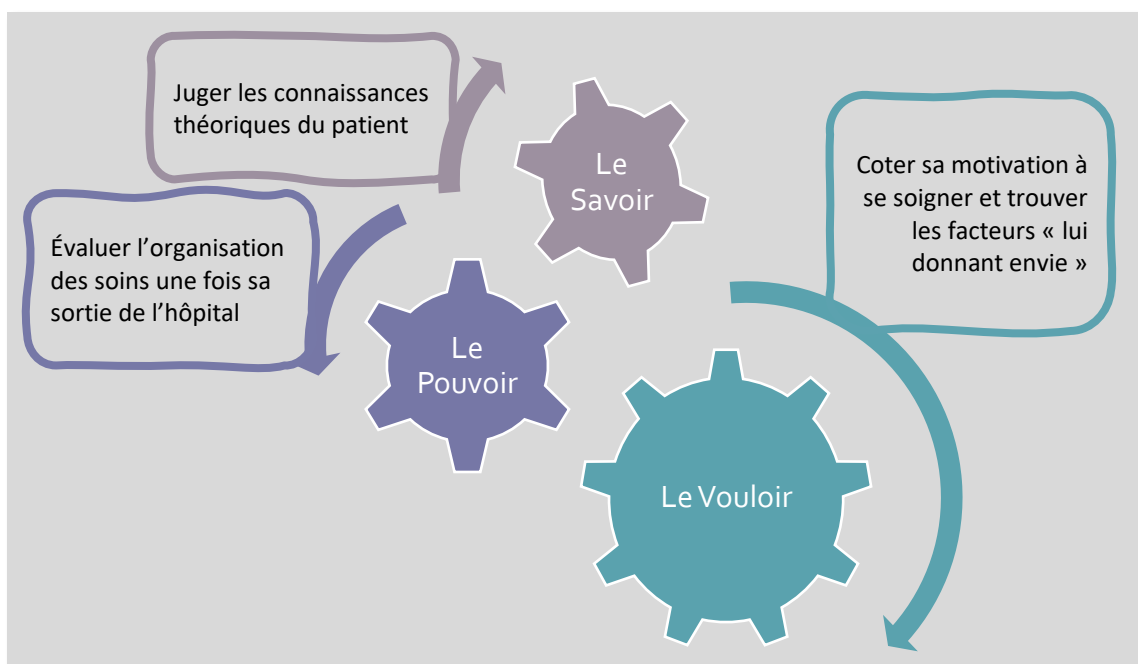 Juger les connaissances
théoriques du patient
Le
Savoir
Coter sa motivation à
se soigner et trouver
les facteurs « lui
donnant envie »
Évaluer l’organisation
des soins une fois sa
sortie de l’hôpital
Le
Pouvoir
Le Vouloir